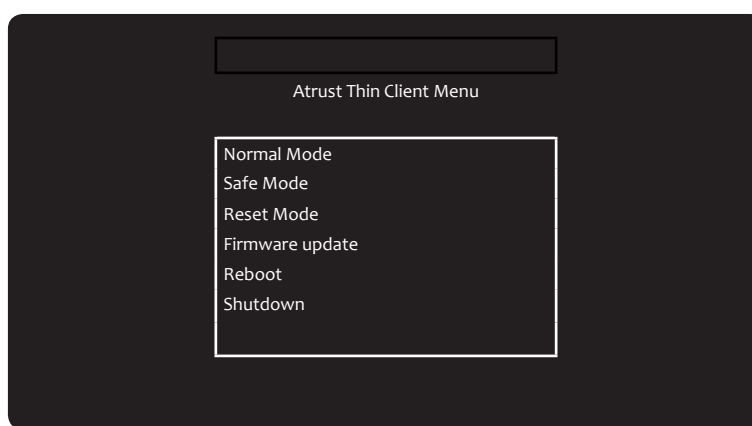 Atrust Thin Client Menu
Normal Mode
Safe Mode
Reset Mode
Firmware update
Reboot
Shutdown